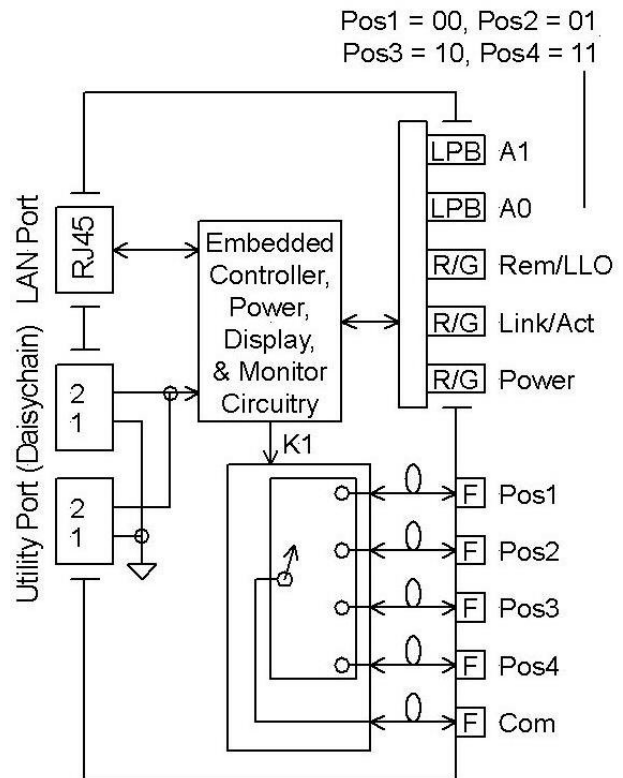 Pos1 = 00, Pos2 = 01
Pos3 = 10, Pos4 = 11
LPB A1
LPB A0
R/G Rem/LLO
R/G Link/Act
R/G Power
LAN Port
RJ45
Embedded
Controller,
Power,
Display,
& Monitor
Circuitry
Utility Port (Daisychain)
2
1
2
1
K1
F Pos1
F Pos2
F Pos3
F Pos4
F Com